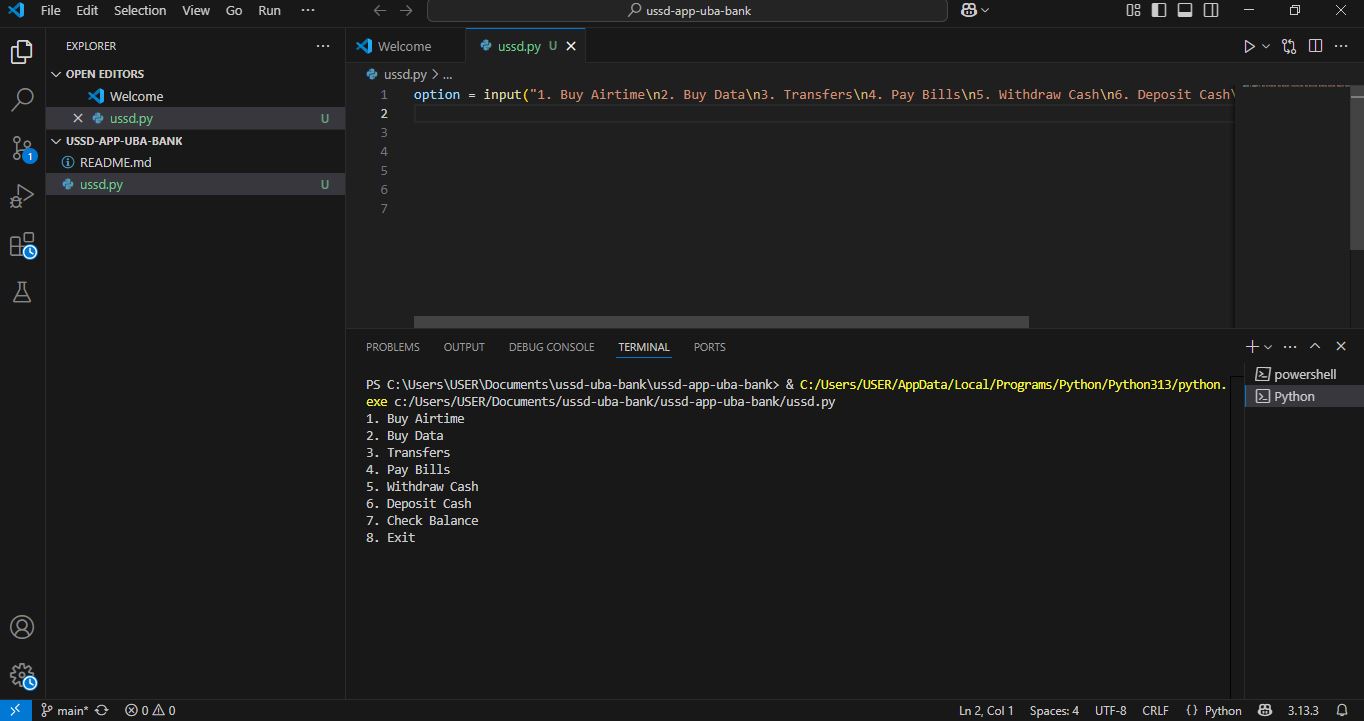 File Edit Selection View Go Run ··· ussd-app-uba-bank
EXPLORER ···
OPEN EDITORS
Welcome
ussd.py U
USSD-APP-UBA-BANK
README.md
ussd.py U
1
Welcome ussd.py U
ussd.py > ...
1 option = input("1. Buy Airtime\n2. Buy Data\n3. Transfers\n4. Pay Bills\n5. Withdraw Cash\n6. Deposit Cash\
2
3
4
5
6
7
PROBLEMS OUTPUT DEBUG CONSOLE TERMINAL PORTS
PS C:\Users\USER\Documents\ussd-uba-bank\ussd-app-uba-bank> & C:/Users/USER/AppData/Local/Programs/Python/Python313/python.
exe c:/Users/USER/Documents/ussd-uba-bank/ussd-app-uba-bank/ussd.py
1. Buy Airtime
2. Buy Data
3. Transfers
4. Pay Bills
5. Withdraw Cash
6. Deposit Cash
7. Check Balance
8. Exit
powershell
Python
main* 0 0 Ln 2, Col 1 Spaces: 4 UTF-8 CRLF {} Python 3.13.3